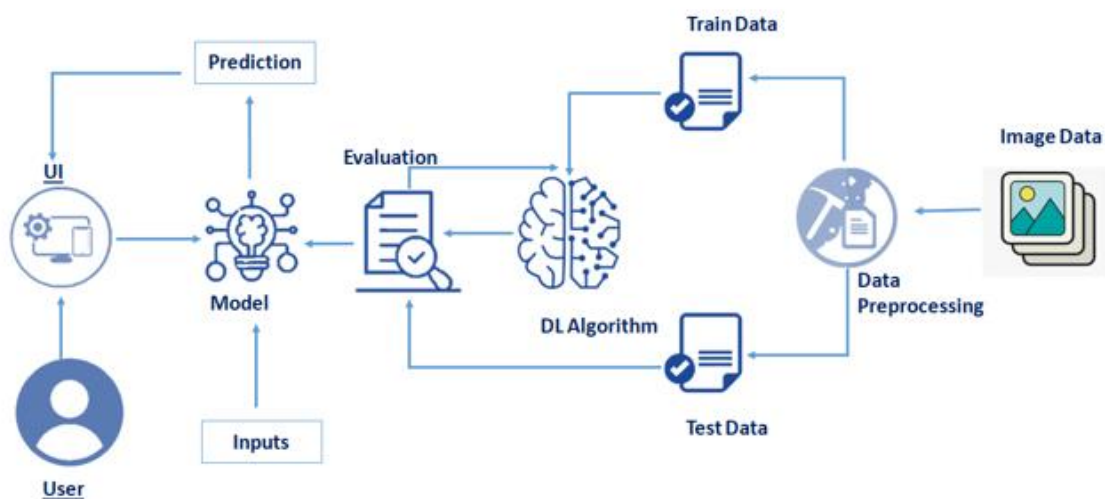 Train Data
Prediction
Image Data
Evaluation
UI
Model
Data
Preprocessing
DL Algorithm
Inputs
Test Data
User